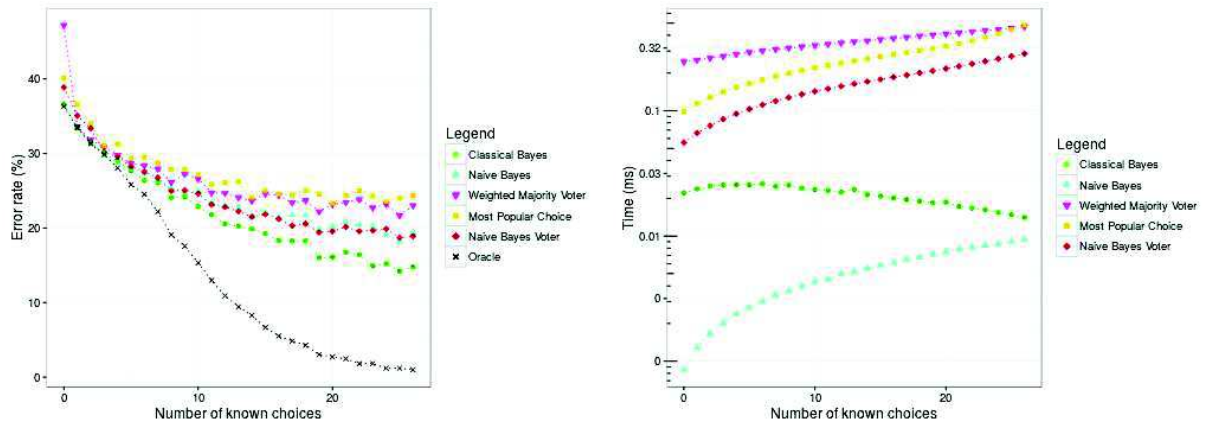 40
30
20
10
0
Error rate (%)
0
10
20
Number of known choices
Legend
Classical Bayes
Naive Bayes
Weighted Majority Voter
Most Popular Choice
Naive Bayes Voter
Oracle
0.32
0.1
0.03
0.01
0
0
Time (ms)
0
10
20
Number of known choices
Legend
Classical Bayes
Naive Bayes
Weighted Majority Voter
Most Popular Choice
Naive Bayes Voter